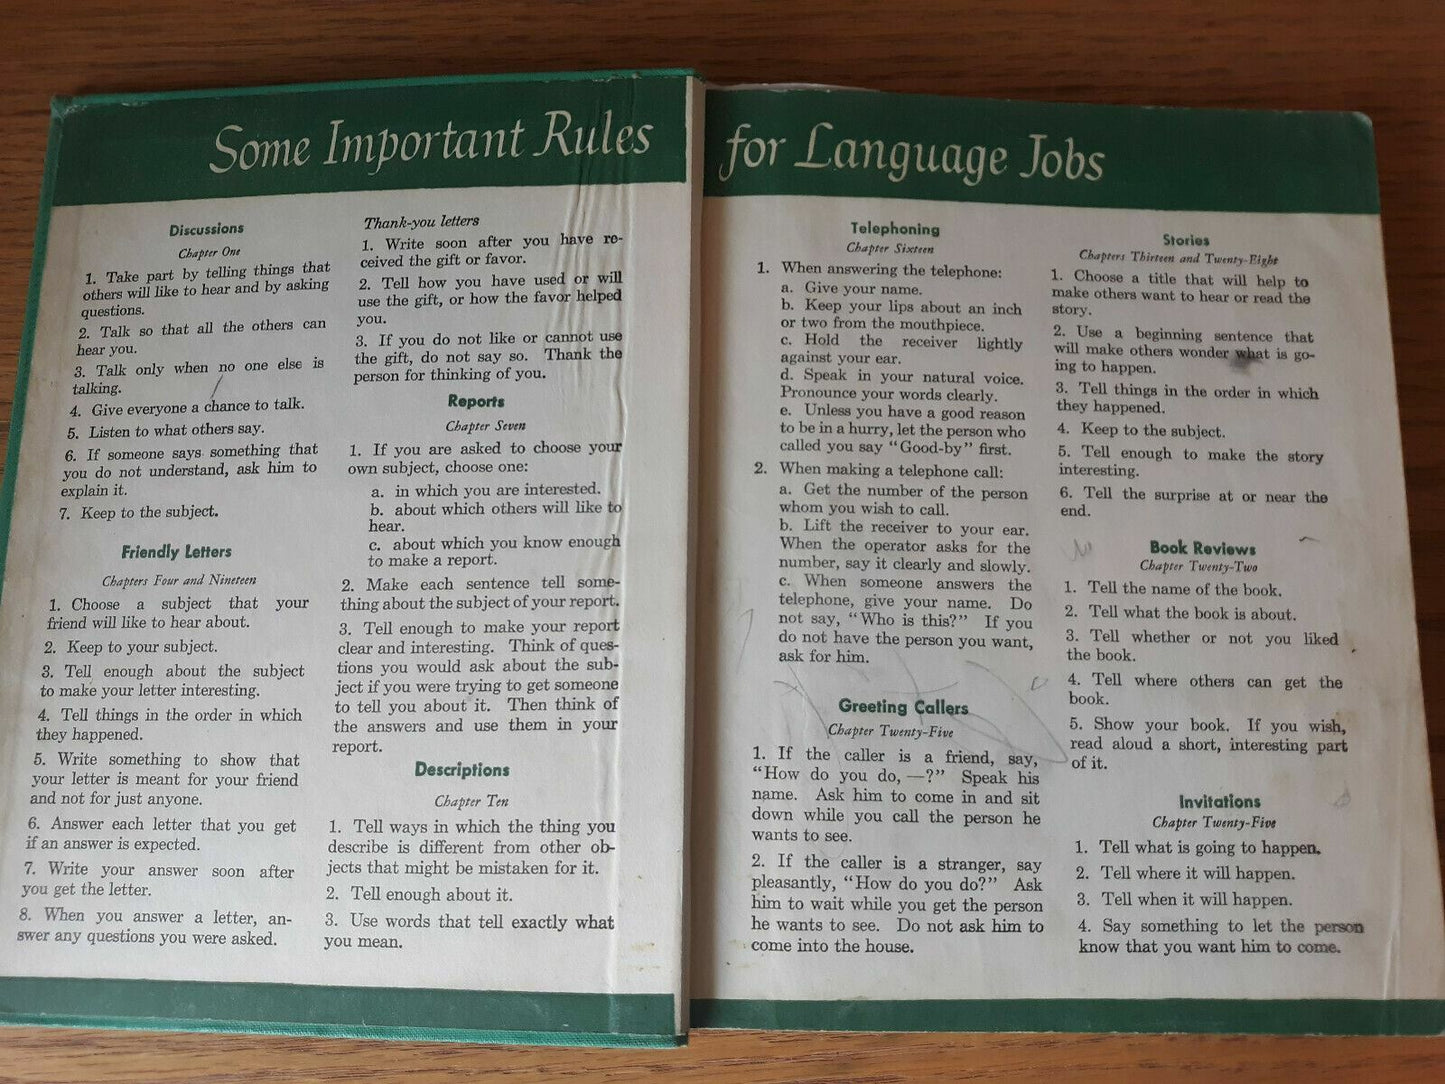 Some Important Rules
Discussions
Chapter One
1. Take part by telling things that
others will like to hear and by asking
questions.
2. Talk so that all the others can
hear you.
3. Talk only when no one else is
talking.
4. Give everyone a chance to talk.
5. Listen to what others say.
6. If someone says something that
you do not understand, ask him to
explain it.
7. Keep to the subject.
Friendly Letters
Chapters Four and Nineteen
1. Choose a subject that your
friend will like to hear about.
2. Keep to your subject.
3. Tell enough about the subject
to make your letter interesting.
4. Tell things in the order in which
they happened.
5. Write something to show that
your letter is meant for your friend
and not for just anyone.
6. Answer each letter that you get
if an answer is expected.
7. Write your answer soon after
you get the letter.
8. When you answer a letter, an-
swer any questions you were asked.
Thank-you letters
1. Write soon after you have re-
ceived the gift or favor.
2. Tell how you have used or will
use the gift, or how the favor helped
you.
3. If you do not like or cannot use
the gift, do not say so. Thank the
person for thinking of you.
Reports
Chapter Seven
1. If you are asked to choose your
own subject, choose one:
a. in which you are interested.
b. about which others will like to
hear.
c. about which you know enough
to make a report.
2. Make each sentence tell some-
thing about the subject of your report.
3. Tell enough to make your report
clear and interesting. Think of ques-
tions you would ask about the sub-
ject if you were trying to get someone
to tell you about it. Then think of
the answers and use them in your
report.
Descriptions
Chapter Ten
1. Tell ways in which the thing you
describe is different from other ob-
jects that might be mistaken for it.
2. Tell enough about it.
3. Use words that tell exactly what
you mean.
for Language Jobs
Telephoning
Chapter Sixteen
1. When answering the telephone:
a. Give your name.
b. Keep your lips about an inch
or two from the mouthpiece.
c. Hold the receiver lightly
against your ear.
d. Speak in your natural voice.
Pronounce your words clearly.
e. Unless you have a good reason
to be in a hurry, let the person who
called you say "Good-by" first.
2. When making a telephone call:
a. Get the number of the person
whom you wish to call.
b. Lift the receiver to your ear.
When the operator asks for the
number, say it clearly and slowly.
c. When someone answers the
telephone, give your name. Do
not say, "Who is this?" If you
do not have the person you want,
ask for him.
Greeting Callers
Chapter Twenty-Five
1. If the caller is a friend, say,
"How do you do, —?" Speak his
name. Ask him to come in and sit
down while you call the person he
wants to see.
2. If the caller is a stranger, say
pleasantly, "How do you do?" Ask
him to wait while you get the person
he wants to see. Do not ask him to
come into the house.
Stories
Chapters Thirteen and Twenty-Eight
1. Choose a title that will help to
make others want to hear or read the
story.
2. Use a beginning sentence that
will make others wonder what is go-
ing to happen.
3. Tell things in the order in which
they happened.
4. Keep to the subject.
5. Tell enough to make the story
interesting.
6. Tell the surprise at or near the
end.
Book Reviews
Chapter Twenty-Two
1. Tell the name of the book.
2. Tell what the book is about.
3. Tell whether or not you liked
the book.
4. Tell where others can get the
book.
5. Show your book. If you wish,
read aloud a short, interesting part
of it.
Invitations
Chapter Twenty-Five
1. Tell what is going to happen.
2. Tell where it will happen.
3. Tell when it will happen.
4. Say something to let the person
know that you want him to come.